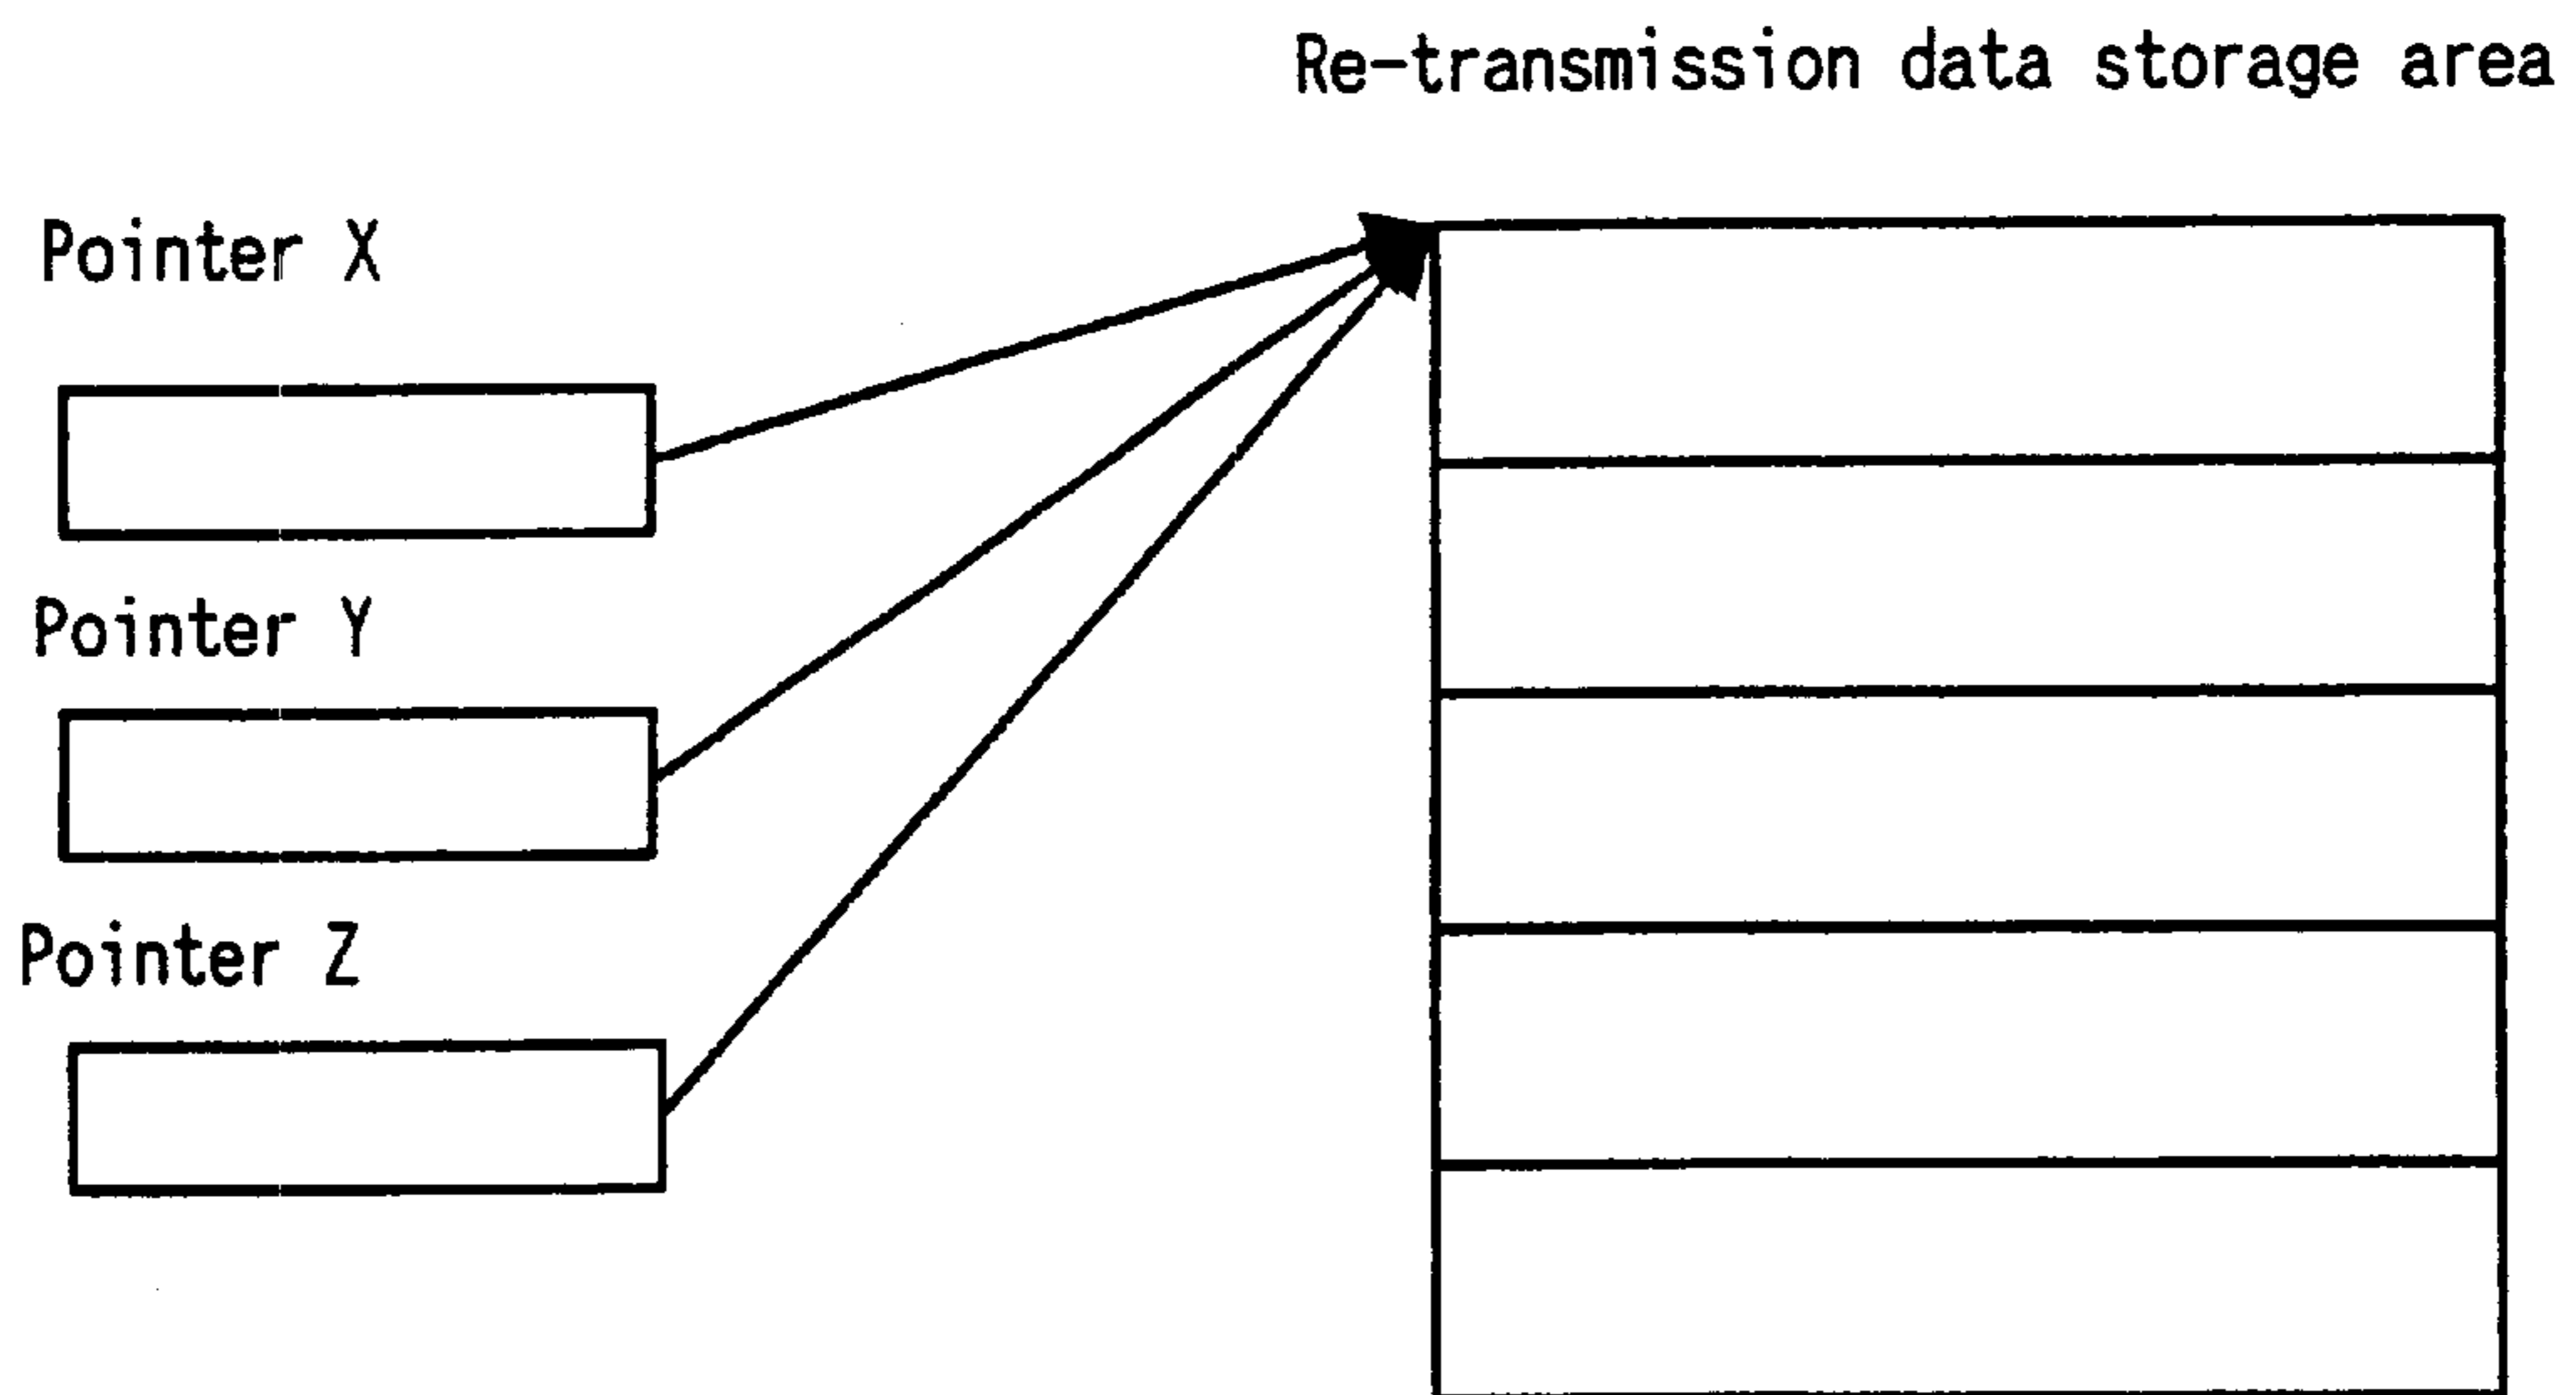 Re-transmission data storage area
Pointer X
Pointer Y
Pointer Z